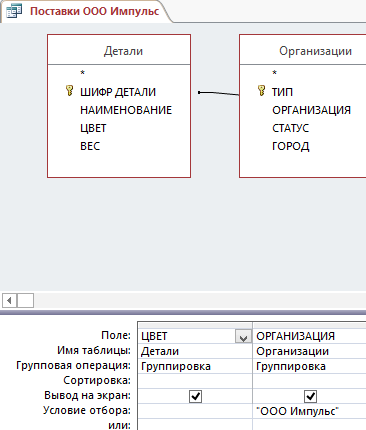 Поставки ООО Импульс
Детали
*
ШИФР ДЕТАЛИ
НАИМЕНОВАНИЕ
ЦВЕТ
ВЕС
Организации
*
ТИП
ОРГАНИЗАЦИЯ
СТАТУС
ГОРОД
Поле: ЦВЕТ ОРГАНИЗАЦИЯ
Имя таблицы: Детали Организации
Групповая операция: Группировка Группировка
Сортировка:
Вывод на экран:
Условие отбора: "ООО Импульс"
или: